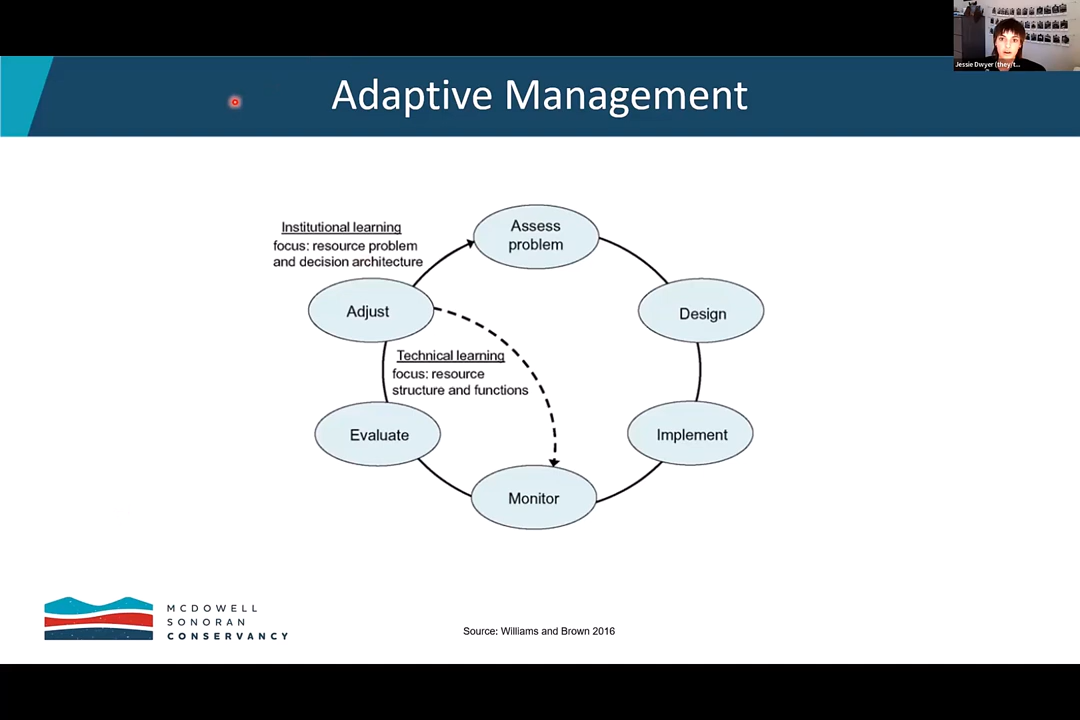 Jessie Dwyer (they/t...
Adaptive Management
Assess
problem
Institutional learning
focus: resource problem
and decision architecture
Adjust
Design
Technical learning
focus: resource
structure and functions
Evaluate
Implement
Monitor
MCDOWELL
SONORAN
CONSERVANCY
Source: Williams and Brown 2016